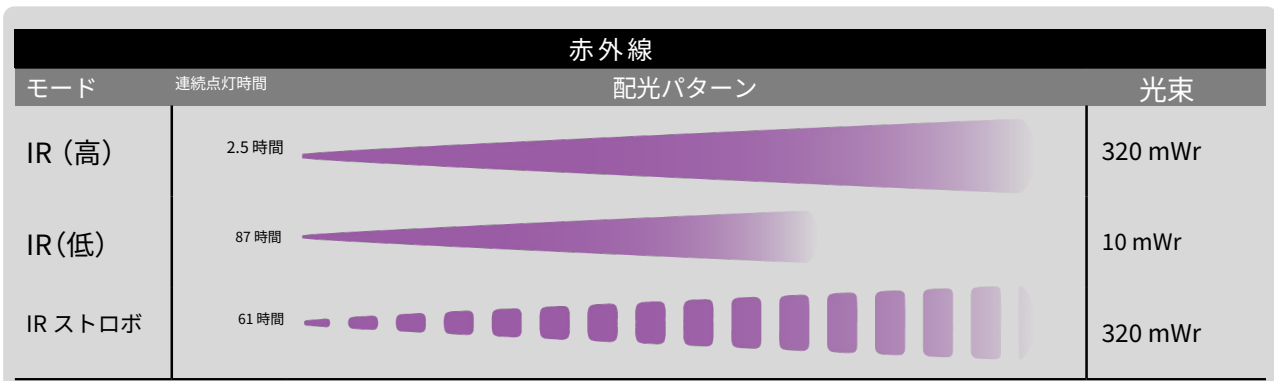 赤外線
モード 連続点灯時間 配光パターン 光束
IR（高） 2.5 時間 320 mWr
IR（低） 87 時間 10 mWr
IR ストロボ 61 時間 320 mWr